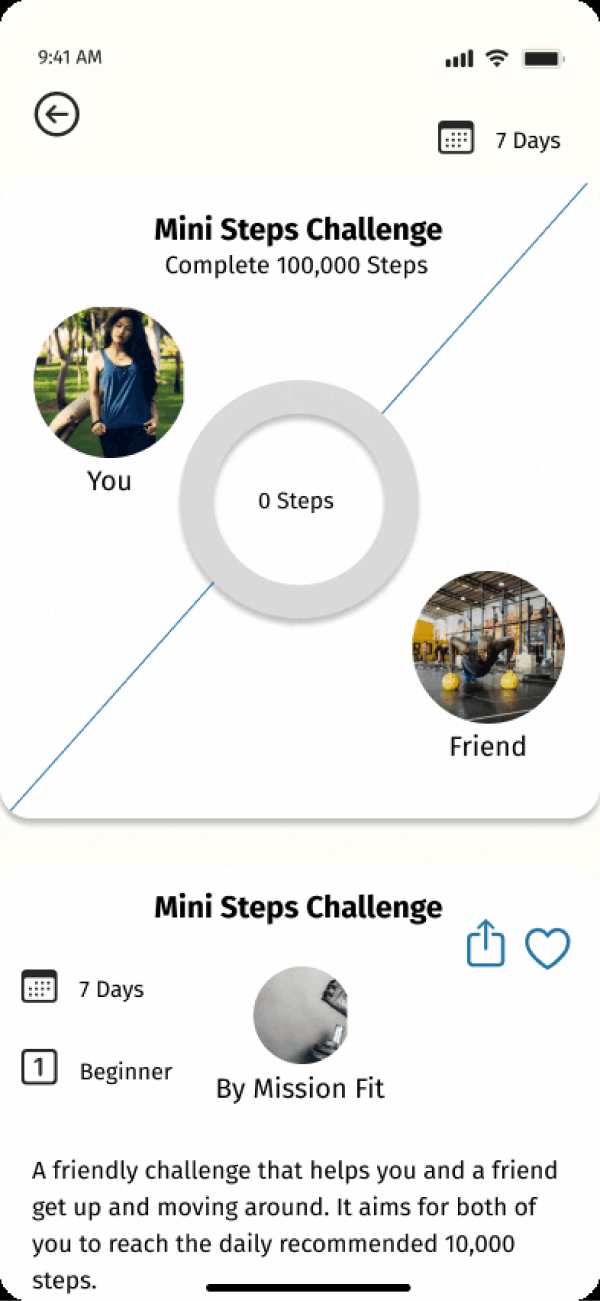 9:41 AM
7 Days
Mini Steps Challenge
Complete 100,000 Steps
You
0 Steps
Friend
Mini Steps Challenge
7 Days
1
Beginner
By Mission Fit
A friendly challenge that helps you and a friend
get up and moving around. It aims for both of
you to reach the daily recommended 10,000
steps.